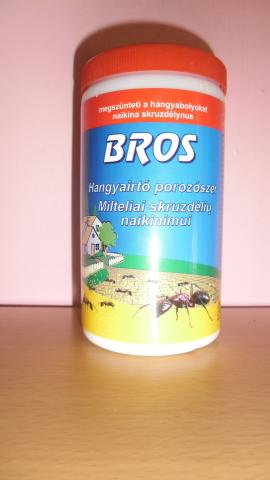 megszünteti a hangyabolyokat
naikina skruzdėlynus
BROS
Hangyairtó porozószer
Milteliai skruzdėlių
naikinimui